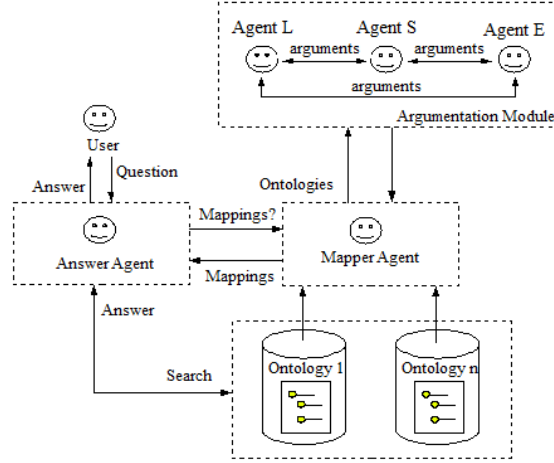 Agent L
Agent S
Agent E
arguments
arguments
arguments
Argumentation Module
User
Answer
Question
Ontologies
Mappings?
Answer Agent
Mapper Agent
Mappings
Answer
Search
Ontology 1
Ontology n